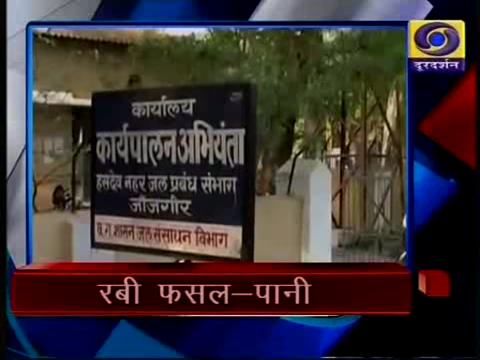 दूरदर्शन
कार्यालय
कार्यपालन अभियंता
हसदेव नहर जल प्रबंध संभाग
जांजगीर
छ.ग. शासन जल संसाधन विभाग
रबी फसल-पानी